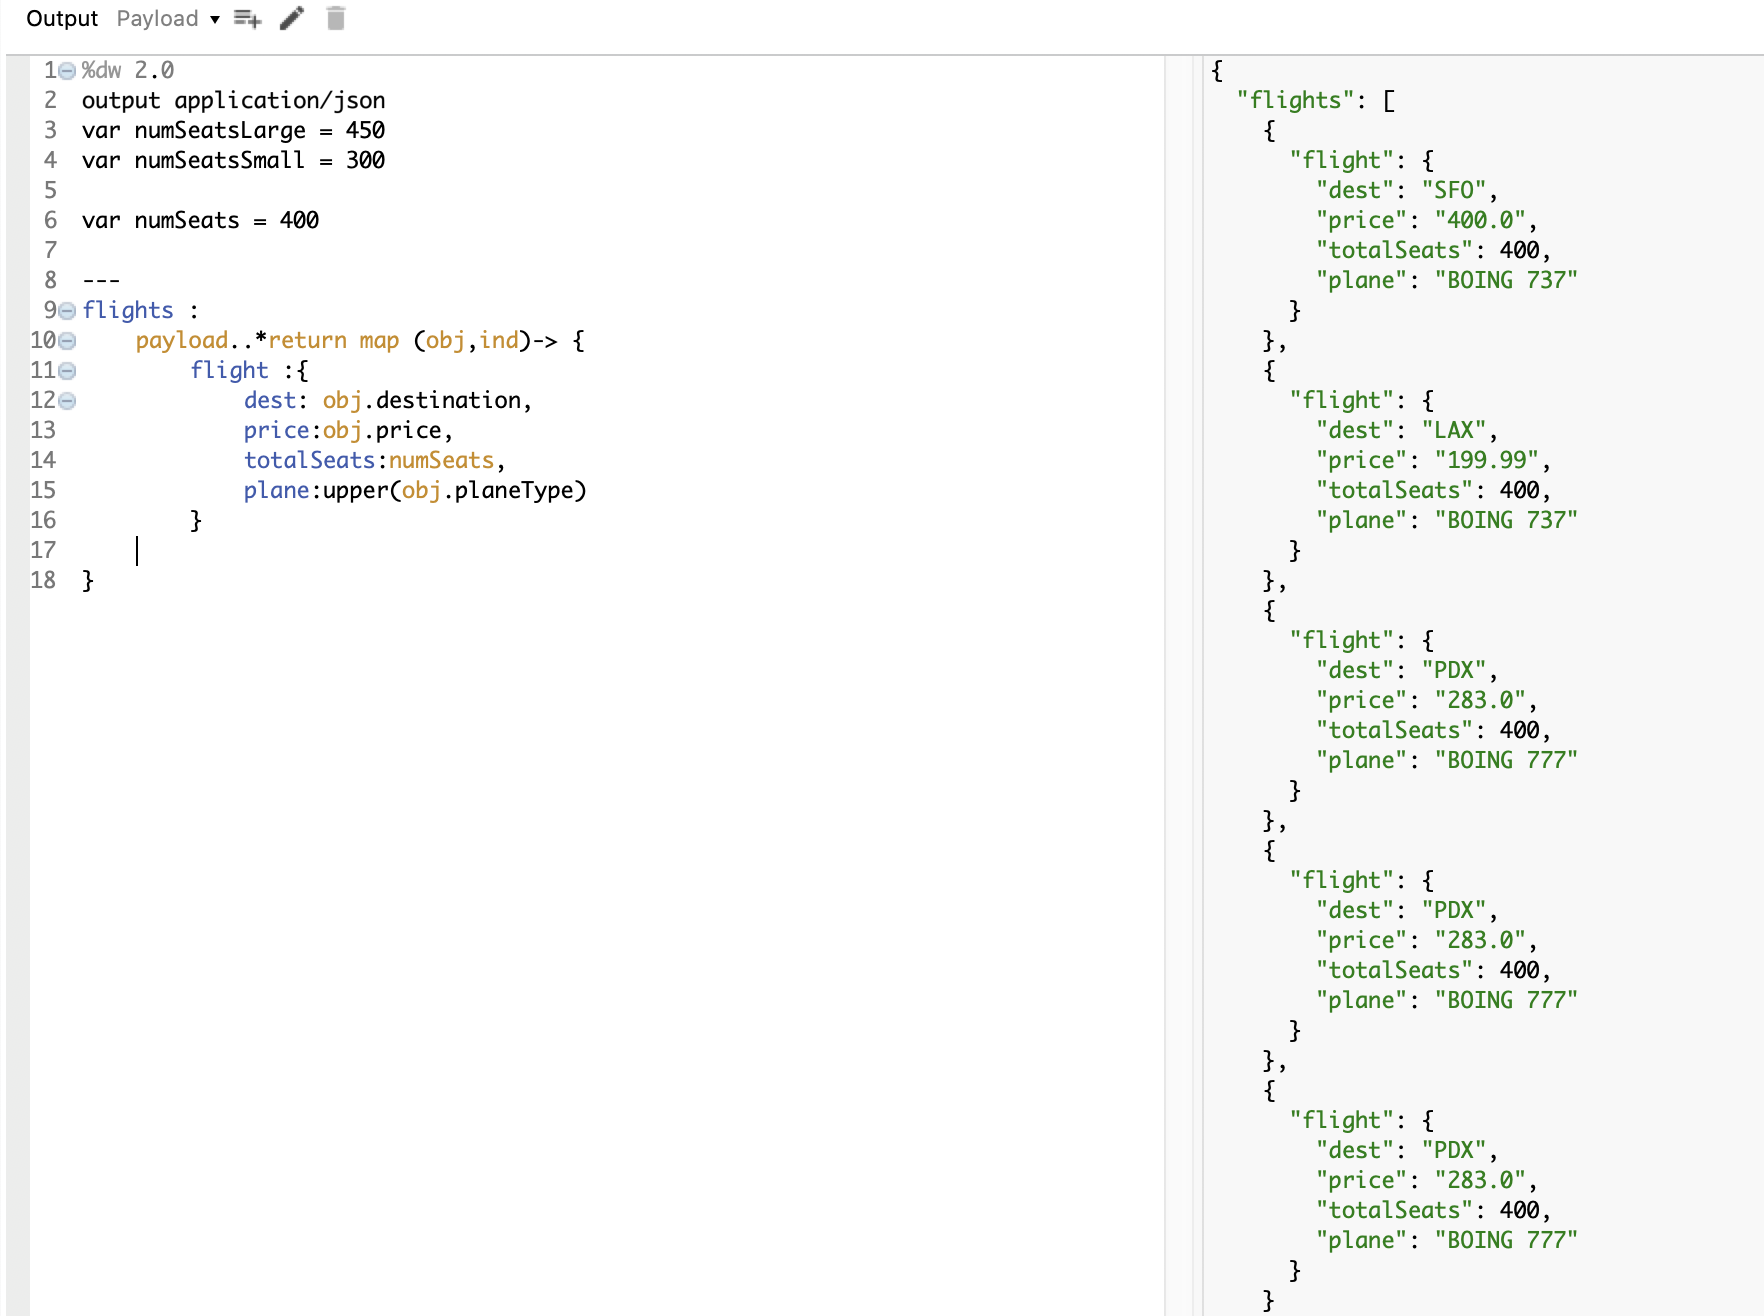 Output Payload
1 %dw 2.0
2 output application/json
3 var numSeatsLarge = 450
4 var numSeatsSmall = 300
5
6 var numSeats = 400
7
8 ---
9 flights :
10 payload..*return map (obj,ind)-> {
11 flight :{
12 dest: obj.destination,
13 price:obj.price,
14 totalSeats:numSeats,
15 plane:upper(obj.planeType)
16 }
17
18 }
{
"flights": [
{
"flight": {
"dest": "SFO",
"price": "400.0",
"totalSeats": 400,
"plane": "BOING 737"
}
},
{
"flight": {
"dest": "LAX",
"price": "199.99",
"totalSeats": 400,
"plane": "BOING 737"
}
},
{
"flight": {
"dest": "PDX",
"price": "283.0",
"totalSeats": 400,
"plane": "BOING 777"
}
},
{
"flight": {
"dest": "PDX",
"price": "283.0",
"totalSeats": 400,
"plane": "BOING 777"
}
},
{
"flight": {
"dest": "PDX",
"price": "283.0",
"totalSeats": 400,
"plane": "BOING 777"
}
}